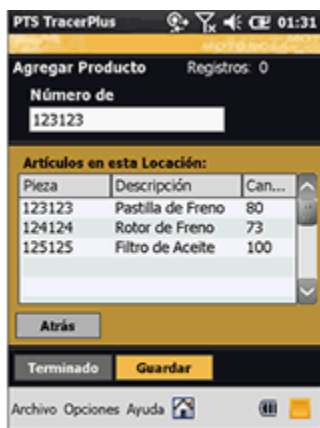 PTS TracerPlus 01:31
MOTOROLA
Agregar Producto Registros: 0
Número de
123123
Artículos en esta Locación:
Pieza Descripción Can...
123123 Pastilla de Freno 80
124124 Rotor de Freno 73
125125 Filtro de Aceite 100
Atrás
Terminado Guardar
Archivo Opciones Ayuda